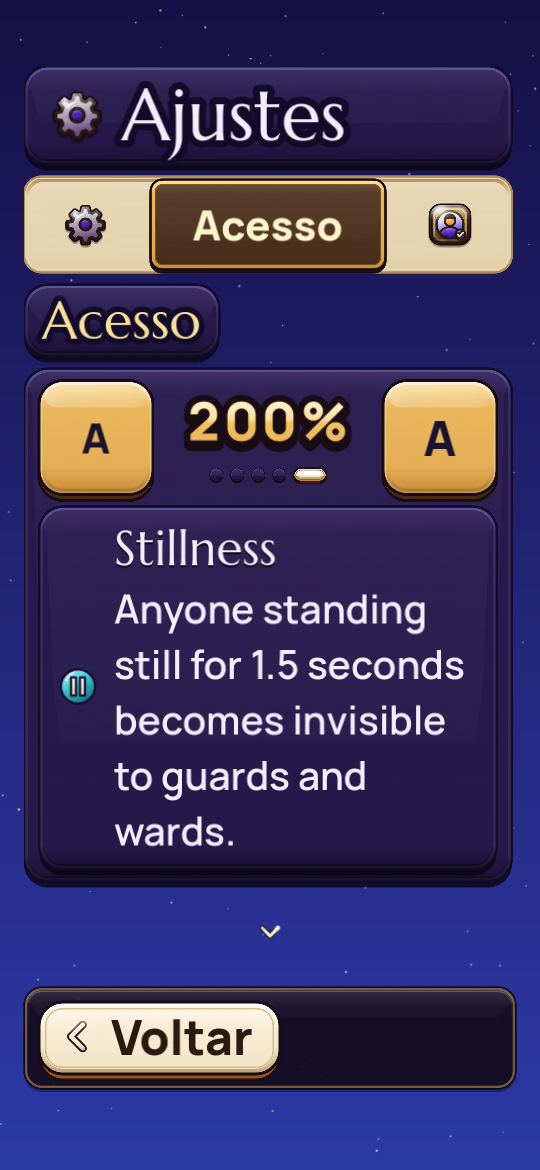 Ajustes
Acesso
Acesso
A
200%
A
Stillness
Anyone standing
still for 1.5 seconds
becomes invisible
to guards and
wards.
Voltar